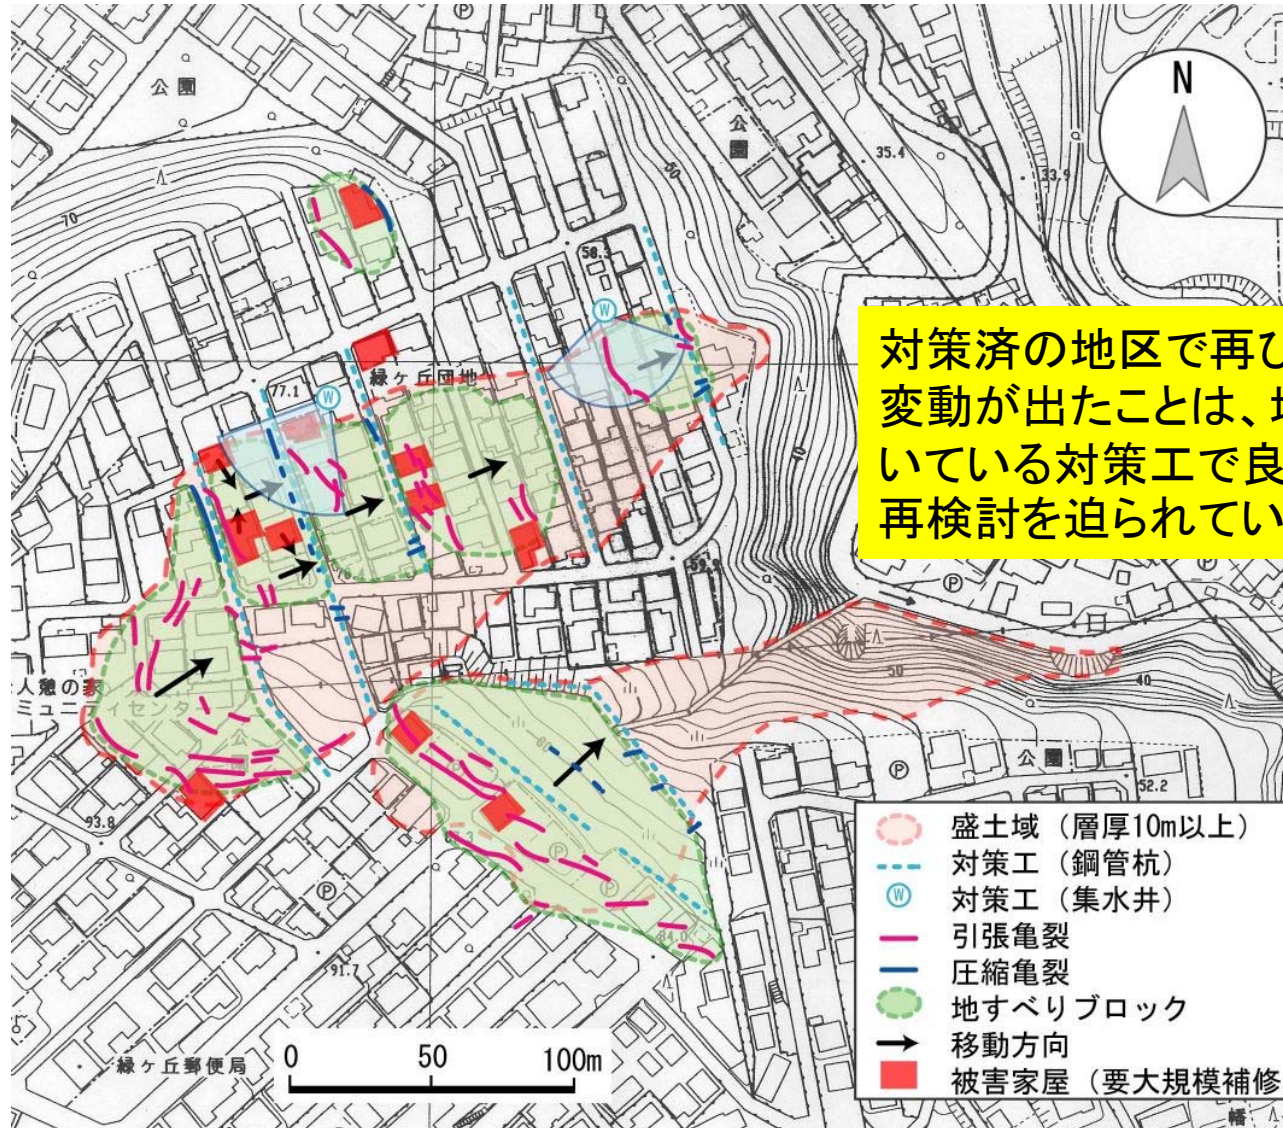 公園
P
公園
N
70
50
35.4
33.9
58.3
W
対策済の地区で再び
変動が出たことは、
いている対策工で良
再検討を迫られてい
緑ヶ丘団地
77.1
W
P
人憩の家
ミュニティセンター
公
50
40
P
公園
52.2
93.8
P
P
P
84.0
91.7
緑ヶ丘郵便局
0 50 100m
盛土域（層厚10m以上）
対策工（鋼管杭）
W 対策工（集水井）
引張亀裂
圧縮亀裂
地すべりブロック
移動方向
被害家屋（要大規模補修
幡